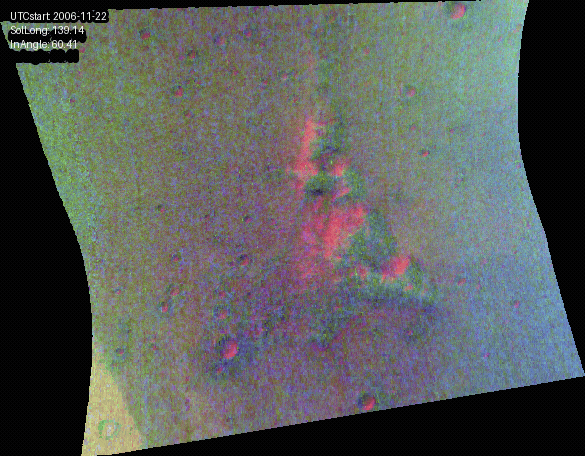 UTCstart: 2006-11-22
SolLong: 139.14
InAngle: 60.41